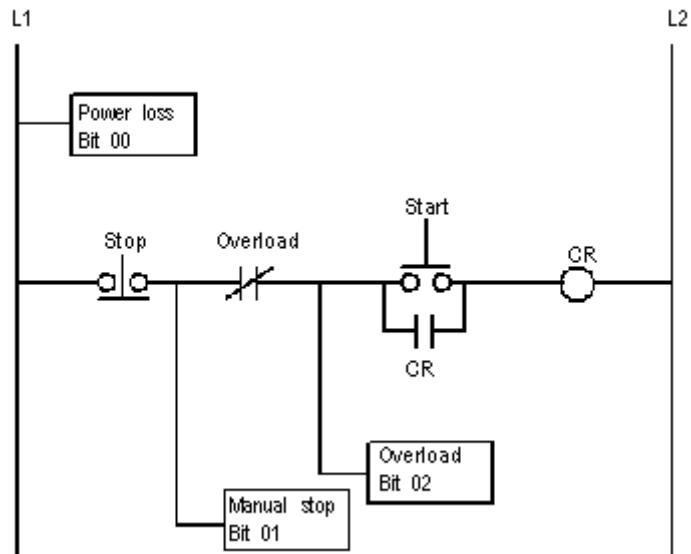 L1
L2
Power loss
Bit 00
Start
Stop
Overload
CR
CR
Overload
Bit 02
Manual stop
Bit 01